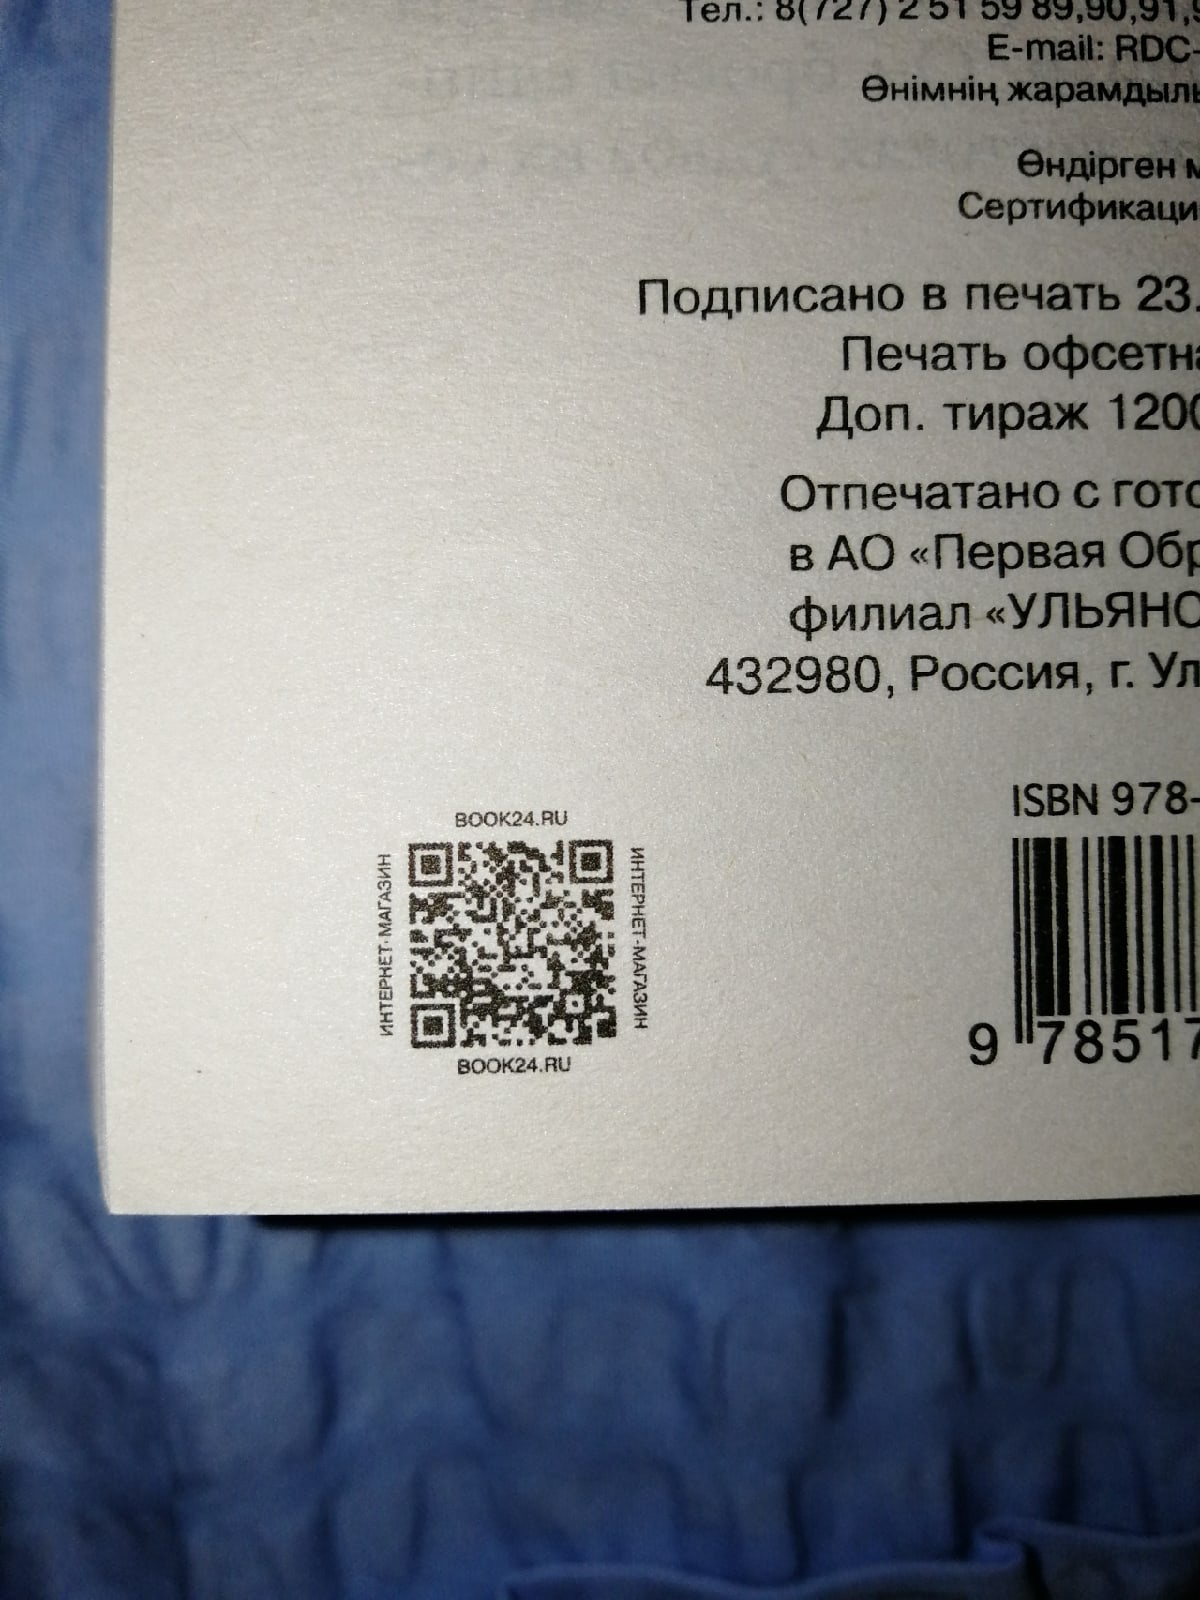 Тел.: 8(727) 2 51 59 89,90,91,9
E-mail: RDC-
Өнімнің жарамдылы
Өндірген м
Сертификаци
Подписано в печать 23.
Печать офсетна
Доп. тираж 1200
Отпечатано с гото
в АО «Первая Обр
филиал «УЛЬЯНО
432980, Россия, г. Ул
ISBN 978-
BOOK24.RU
ИНТЕРНЕТ-МАГАЗИН
ИНТЕРНЕТ-МАГАЗИН
BOOK24.RU
9 78517